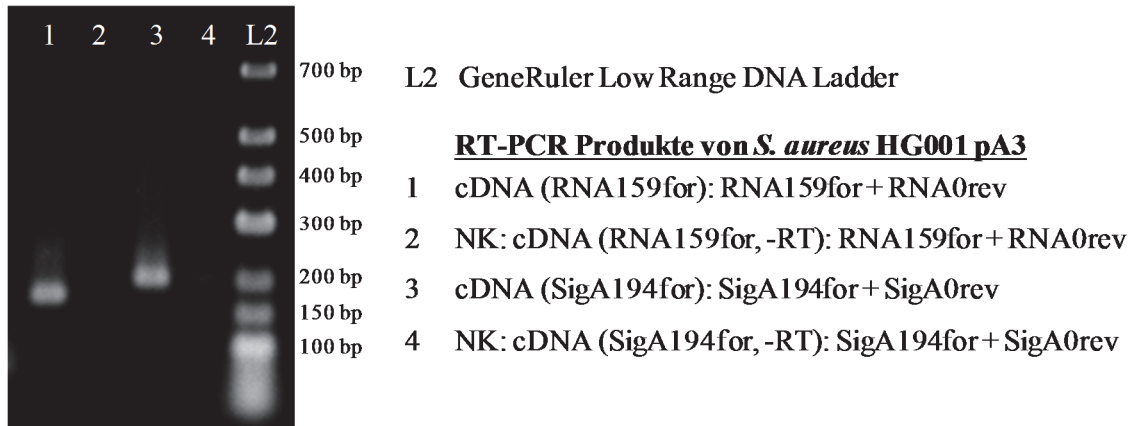 1 2 3 4 L2
700 bp
500 bp
400 bp
300 bp
200 bp
150 bp
100 bp
L2 GeneRuler Low Range DNA Ladder
RT-PCR Produkte von S. aureus HG001 pA3
1 cDNA (RNA159for): RNA159for + RNA0rev
2 NK: cDNA (RNA159for, -RT): RNA159for + RNA0rev
3 cDNA (SigA194for): SigA194for + SigA0rev
4 NK: cDNA (SigA194for, -RT): SigA194for + SigA0rev